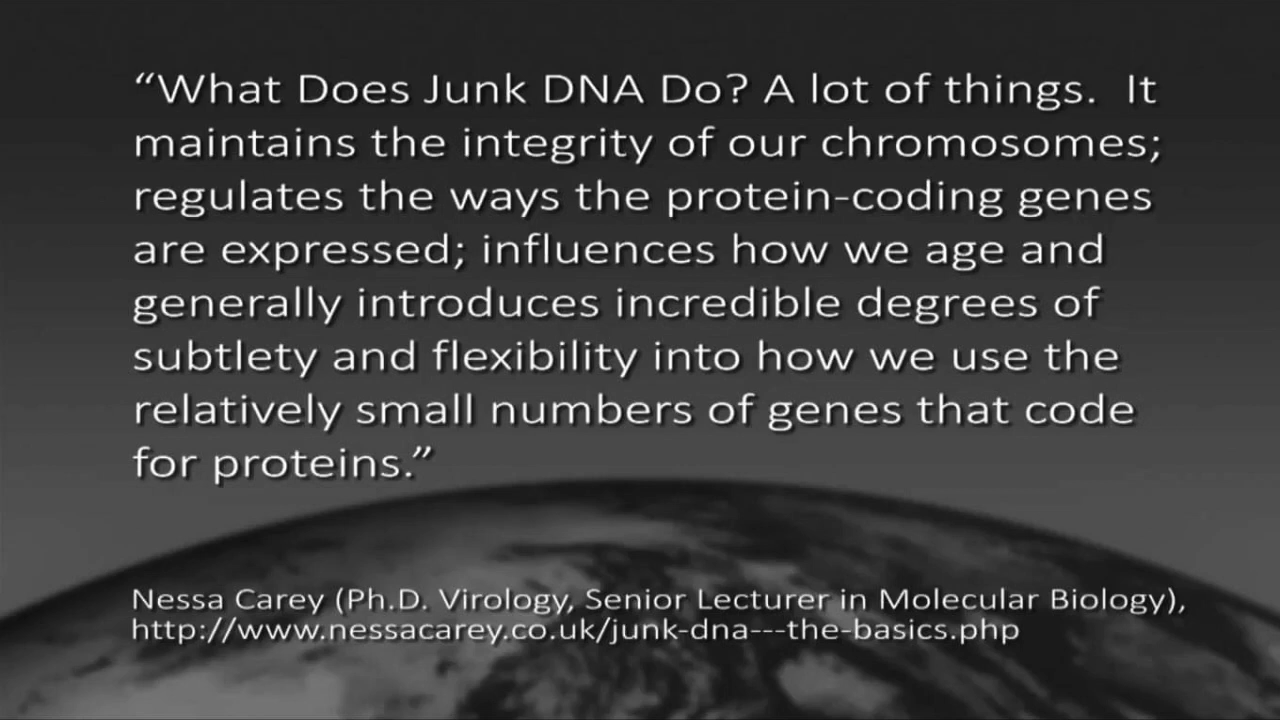 “What Does Junk DNA Do? A lot of things.  It
maintains the integrity of our chromosomes;
regulates the ways the protein-coding genes
are expressed; influences how we age and
generally introduces incredible degrees of
subtlety and flexibility into how we use the
relatively small numbers of genes that code
for proteins.”
Nessa Carey (Ph.D. Virology, Senior Lecturer in Molecular Biology),
http://www.nessacarey.co.uk/junk-dna---the-basics.php